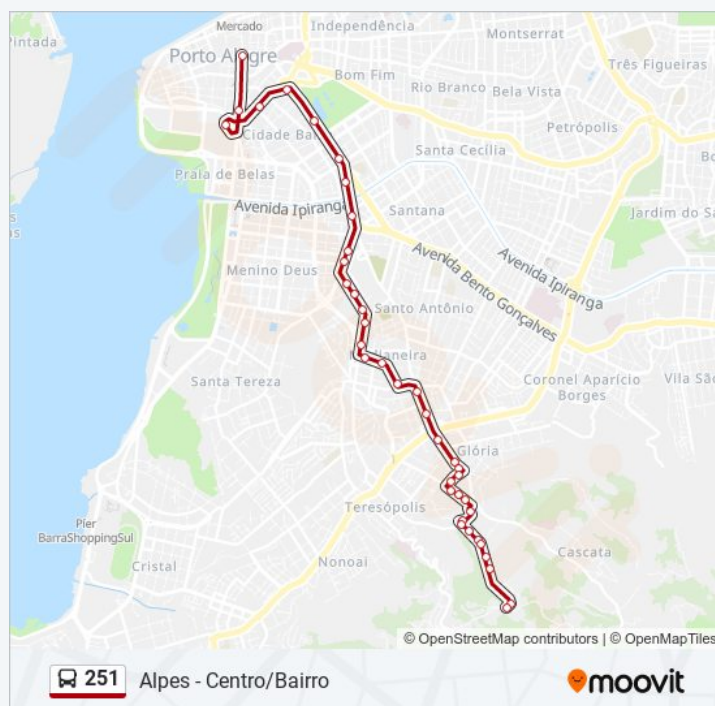 Pintada
Mercado
Independência
Montserrat
Três Figueiras
Porto Alegre
Bom Fim
Rio Branco
Bela Vista
Petrópolis
Cidade Ba
Santa Cecília
Praia de Belas
Avenida Ipiranga
Santana
Jardim do Sa
Menino Deus
Avenida Bento Gonçalves
Avenida Ipiranga
Santo Antônio
Santa Tereza
Coronel Aparício
Borges
Vila São
Glória
Teresópolis
Pier
BarraShoppingSul
Cristal
Nonoai
Cascata
© OpenStreetMap contributors | © OpenMapTiles
251 Alpes - Centro/Bairro
moovit